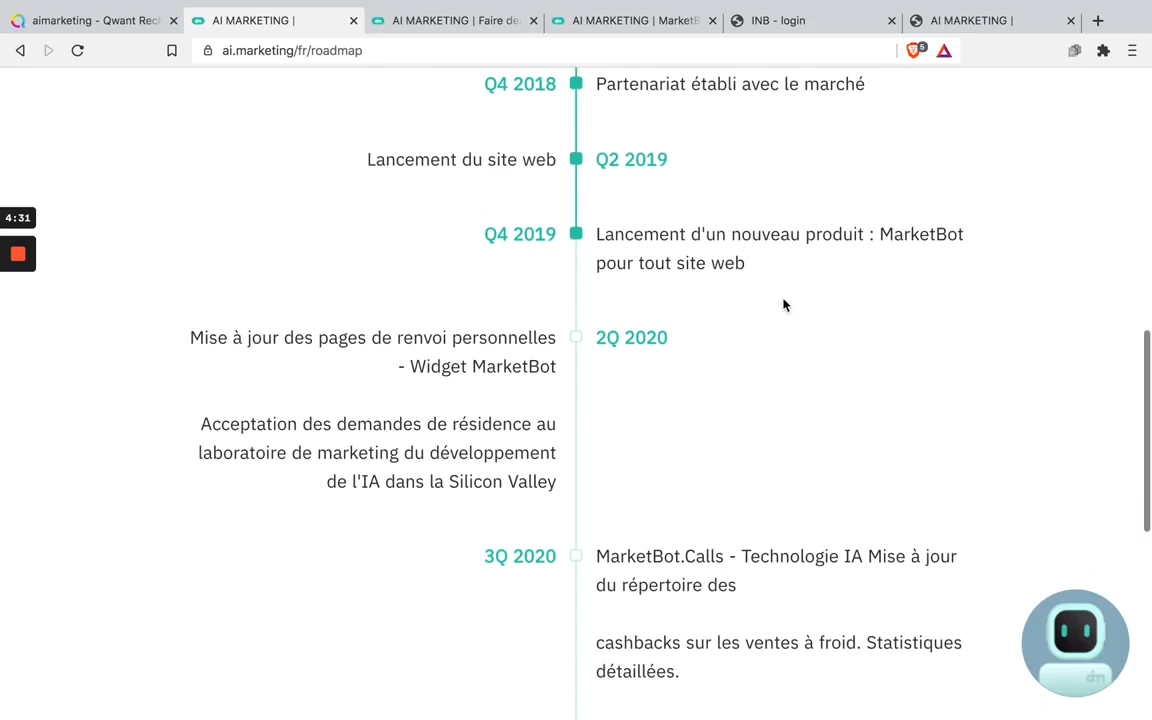 aimarketing - Qwant Rech
AI MARKETING |
AI MARKETING | Faire de
AI MARKETING | MarketB
INB - login
AI MARKETING |
ai.marketing/fr/roadmap
5
Q4 2018
Partenariat établi avec le marché
Lancement du site web
Q2 2019
4:31
Q4 2019
Lancement d'un nouveau produit : MarketBot
pour tout site web
Mise à jour des pages de renvoi personnelles
- Widget MarketBot
2Q 2020
Acceptation des demandes de résidence au
laboratoire de marketing du développement
de l'IA dans la Silicon Valley
3Q 2020
MarketBot.Calls - Technologie IA Mise à jour
du répertoire des
cashbacks sur les ventes à froid. Statistiques
détaillées.
aim